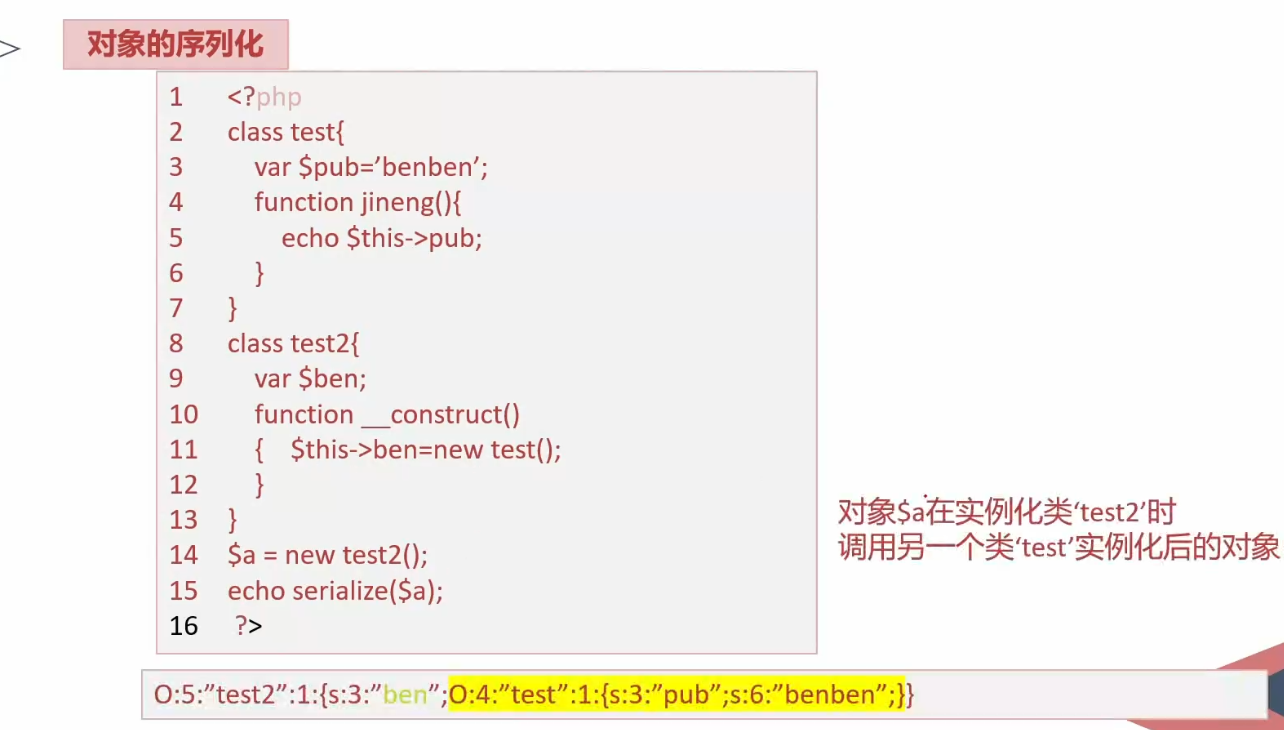 对象的序列化
1 <?php
2 class test{
3 var $pub=’benben’;
4 function jineng(){
5 echo $this->pub;
6 }
7 }
8 class test2{
9 var $ben;
10 function __construct()
11 { $this->ben=new test();
12 }
13 }
14 $a = new test2();
15 echo serialize($a);
16 ?>
对象$a在实例化类‘test2’时
调用另一个类‘test’实例化后的对象
O:5:”test2”:1:{s:3:”ben”;O:4:”test”:1:{s:3:”pub”;s:6:”benben”;}}